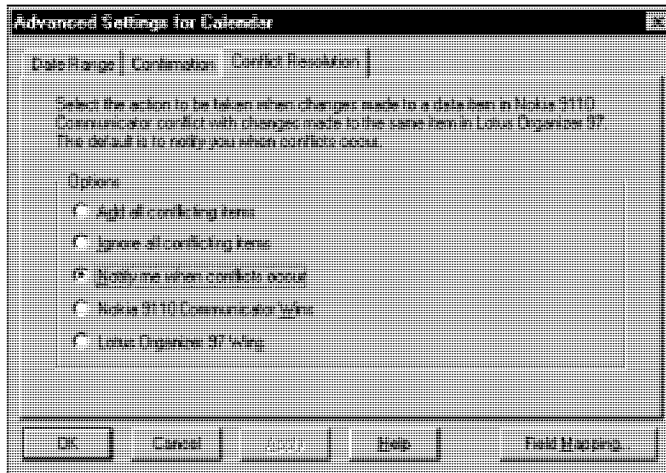 Advanced Settings for Calendar
Date Range Confirmation Conflict Resolution
Select the action to be taken when changes made to a data item in Nokia 9110
Communicator conflict with changes made to the same item in Lotus Organizer 97.
The default is to notify you when conflicts occur.
Options
Add all conflicting items
Ignore all conflicting items
Notify me when conflicts occur
Nokia 9110 Communicator Wins
Lotus Organizer 97 Wins
OK Cancel Apply Help Field Mapping...